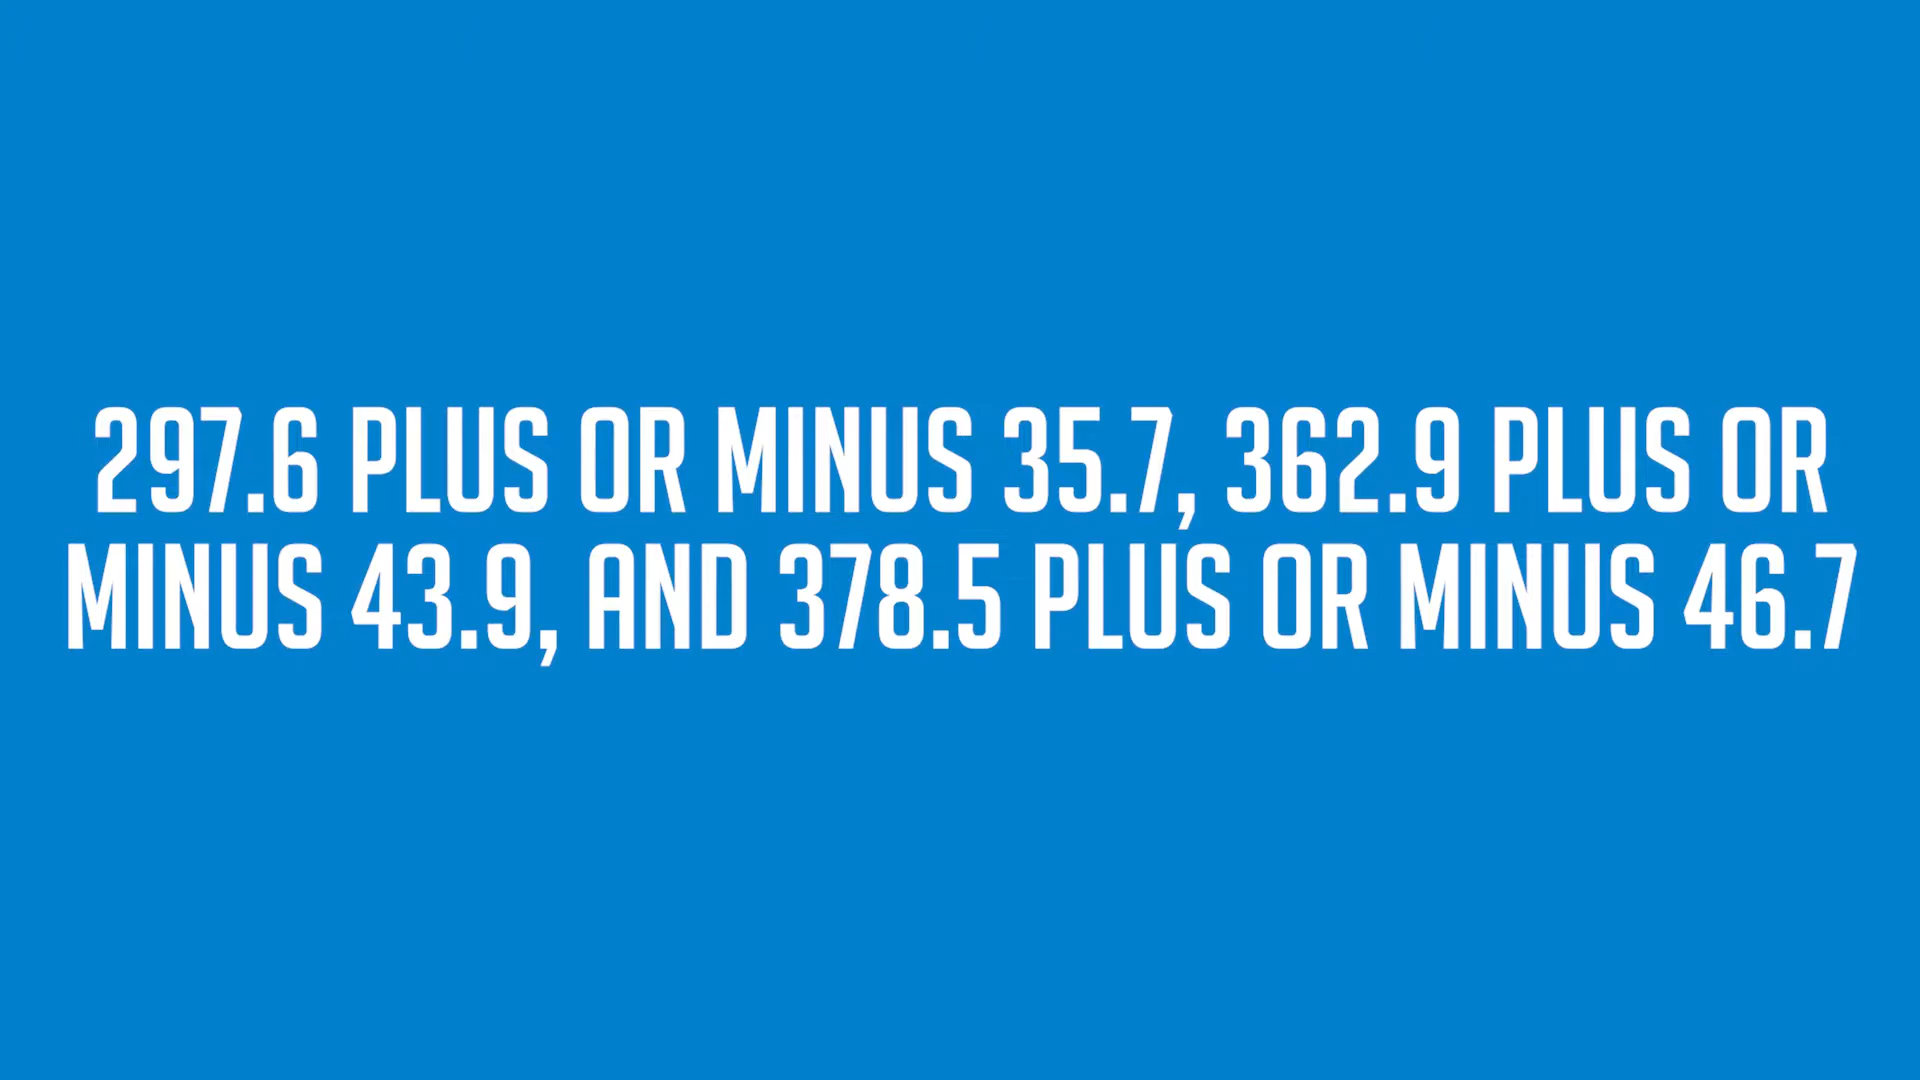 297.6 PLUS OR MINUS 35.7, 362.9 PLUS OR
MINUS 43.9, AND 378.5 PLUS OR MINUS 46.7